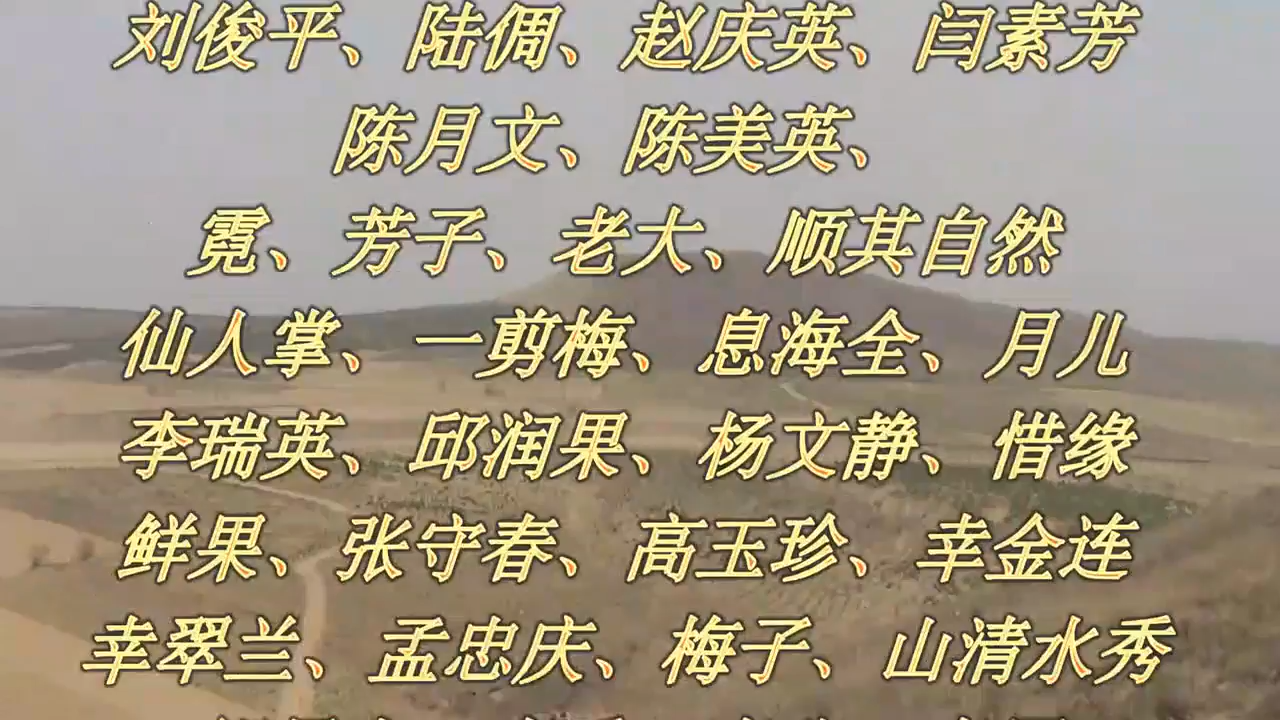 刘俊平、陆倜、赵庆英、闫素芳
陈月文、陈美英、
霓、芳子、老大、顺其自然
仙人掌、一剪梅、息海全、月儿
李瑞英、邱润果、杨文静、惜缘
鲜果、张守春、高玉珍、幸金连
幸翠兰、孟忠庆、梅子、山清水秀